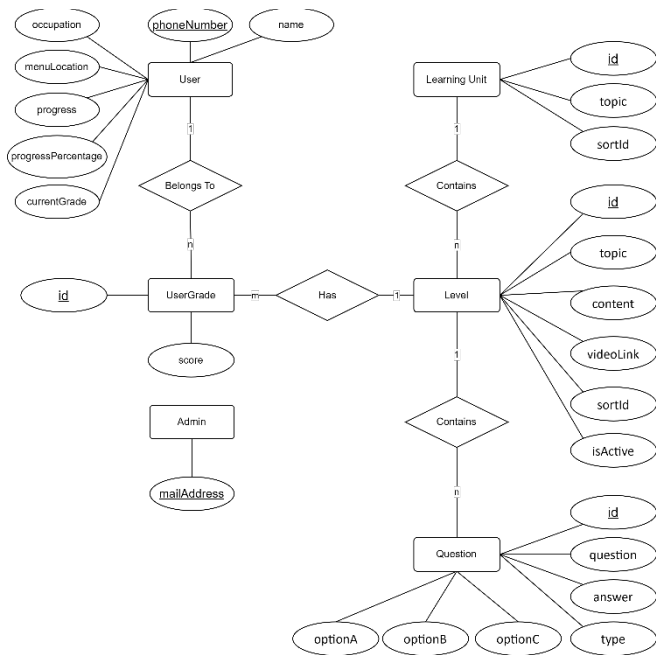 occupation
phoneNumber
name
menuLocation
User
Learning Unit
id
progress
topic
1
1
sortId
progressPercentage
Belongs To
Contains
currentGrade
id
n
n
topic
id
UserGrade
m
Has
1
Level
content
score
videoLink
1
Admin
sortId
Contains
isActive
mailAddress
n
id
Question
question
answer
optionA
optionB
optionC
type